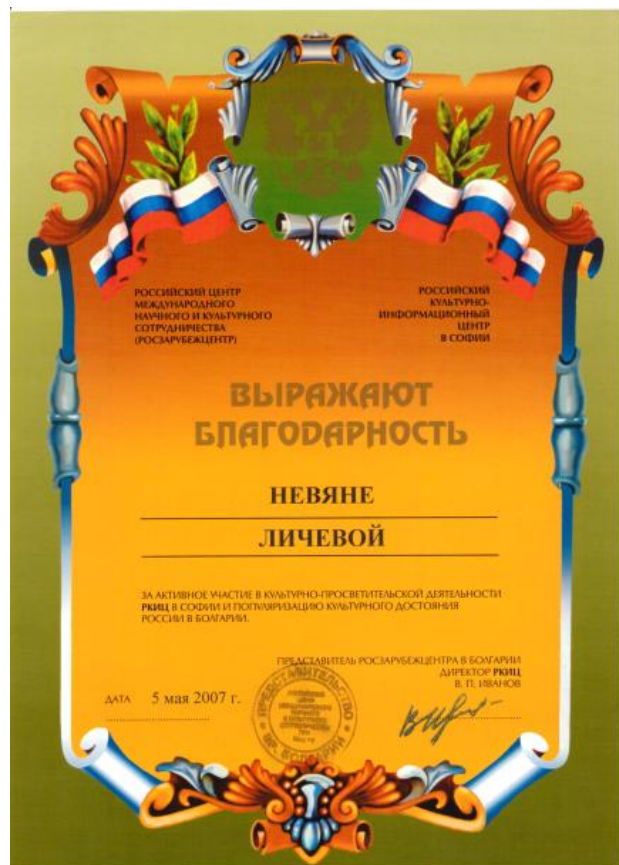 РОССИЙСКИЙ ЦЕНТР
МЕЖДУНАРОДНОГО
НАУЧНОГО И КУЛЬТУРНОГО
СОТРУДНИЧЕСТВА
(РОСЗАРУБЕЖЦЕНТР)
РОССИЙСКИЙ
КУЛЬТУРНО-
ИНФОРМАЦИОННЫЙ
ЦЕНТР
В СОФИИ
ВЫРАЖАЮТ
БЛАГОДАРНОСТЬ
НЕВЯНЕ
ЛИЧЕВОЙ
ЗА АКТИВНОЕ УЧАСТИЕ В КУЛЬТУРНО-ПРОСВЕТИТЕЛЬСКОЙ ДЕЯТЕЛЬНОСТИ
РКИЦ В СОФИИ И ПОПУЛЯРИЗАЦИЮ КУЛЬТУРНОГО ДОСТОЯНИЯ
РОССИИ В БОЛГАРИИ.
ПРЕДСТАВИТЕЛЬ РОСЗАРУБЕЖЦЕНТРА В БОЛГАРИИ
ДИРЕКТОР РКИЦ
В. П. ИВАНОВ
ДАТА 5 мая 2007 г.
ПРЕДСТАВИТЕЛЬСТВО